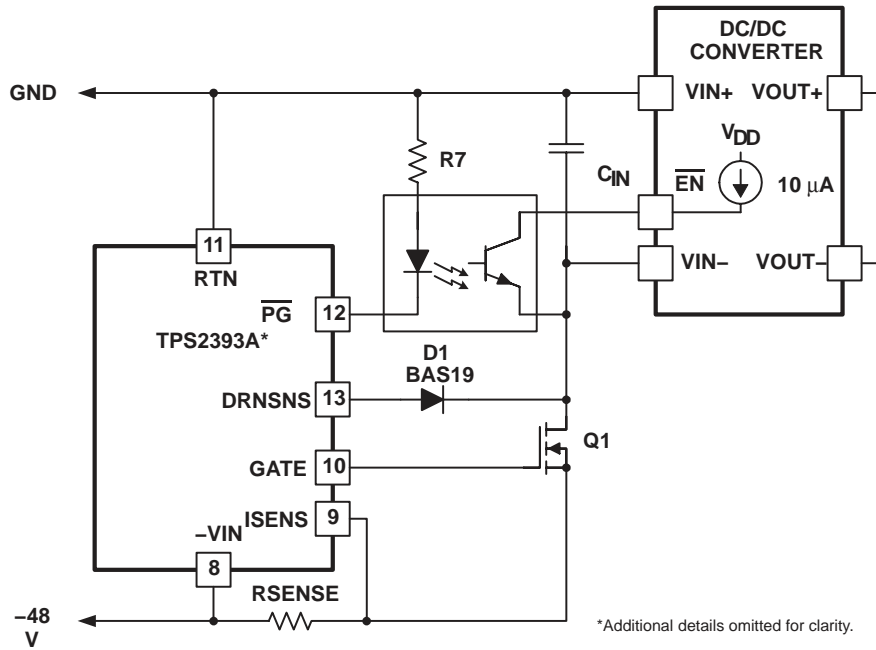 DC/DC
CONVERTER
GND
VIN+ VOUT+
R7
VDD
CIN
EN 10 µA
11
RTN
VIN– VOUT–
PG 12
TPS2393A*
D1
BAS19
DRNSNS 13
Q1
GATE 10
ISENS 9
–VIN
8
RSENSE
–48
V
*Additional details omitted for clarity.